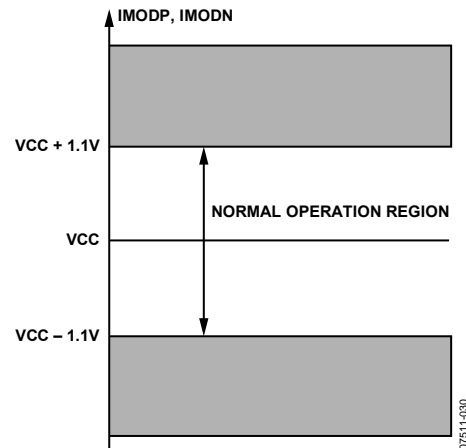 IMODP, IMODN
VCC + 1.1V
NORMAL OPERATION REGION
VCC
VCC – 1.1V
07511-030